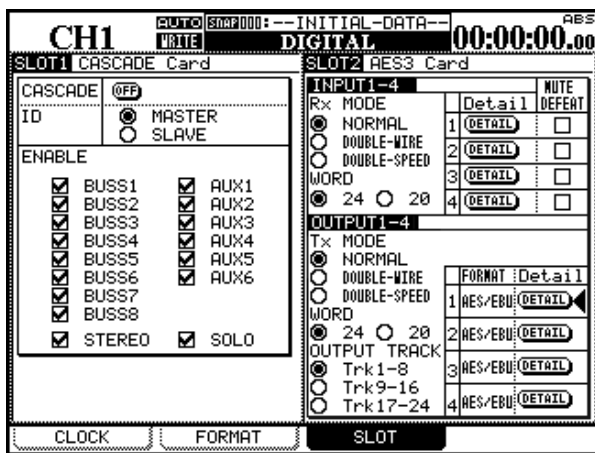 CH1
AUTO SNAP000:--INITIAL-DATA--
WRITE DIGITAL
ABS
00:00:00.00
SLOT1 CASCADE Card
CASCADE OFF
ID MASTER
SLAVE
ENABLE
BUSS1 AUX1
BUSS2 AUX2
BUSS3 AUX3
BUSS4 AUX4
BUSS5 AUX5
BUSS6 AUX6
BUSS7
BUSS8
STEREO SOLO
SLOT2 AES3 Card
INPUT1-4
Rx MODE
NORMAL
DOUBLE-WIRE
DOUBLE-SPEED
WORD
24 20
Detail MUTE DEFEAT
1 DETAIL
2 DETAIL
3 DETAIL
4 DETAIL
OUTPUT1-4
Tx MODE
NORMAL
DOUBLE-WIRE
DOUBLE-SPEED
WORD
24 20
OUTPUT TRACK
Trk1-8
Trk9-16
Trk17-24
FORMAT Detail
1 AES/EBU DETAIL
2 AES/EBU DETAIL
3 AES/EBU DETAIL
4 AES/EBU DETAIL
CLOCK FORMAT SLOT